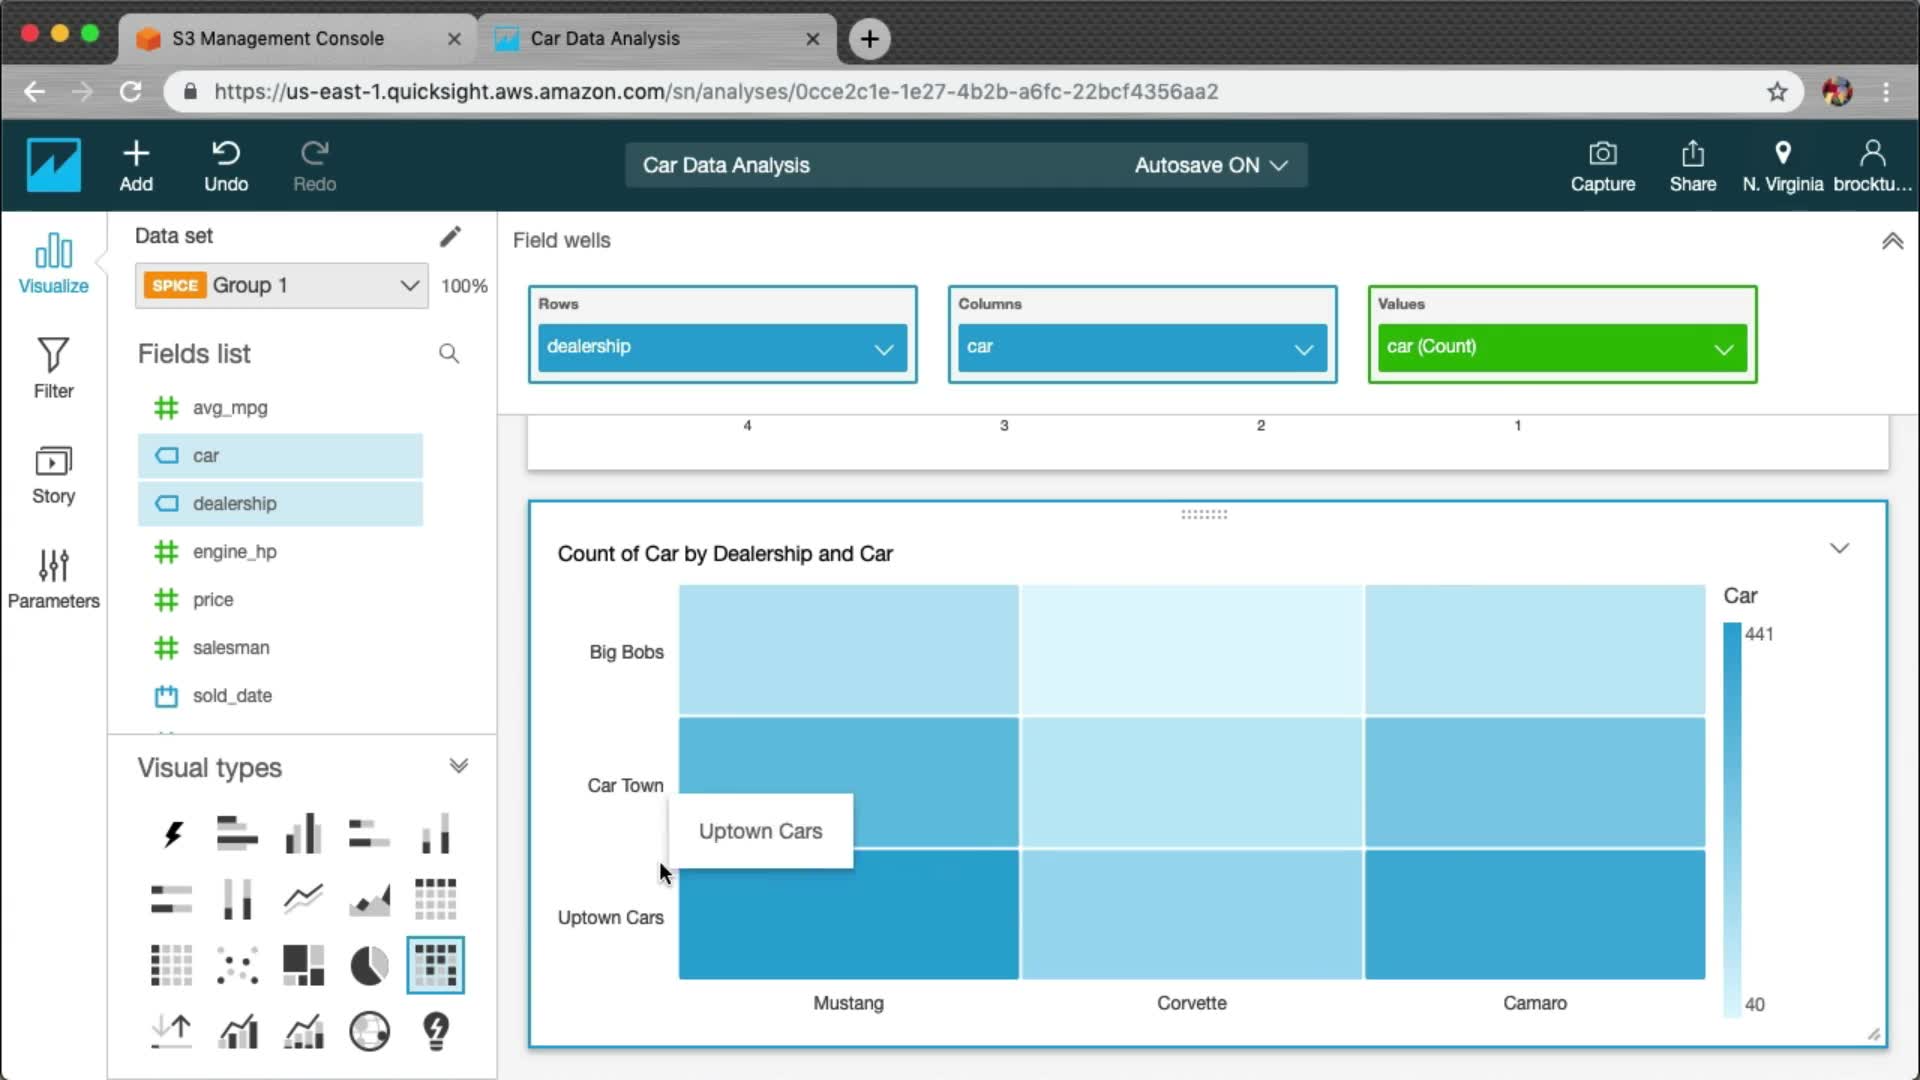 S3 Management Console
Car Data Analysis
https://us-east-1.quicksight.aws.amazon.com/sn/analyses/0cce2c1e-1e27-4b2b-a6fc-22bcf4356aa2
Add
Undo
Redo
Car Data Analysis
Autosave ON
Capture
Share
N. Virginia
brocktu...
Visualize
Filter
Story
Parameters
Data set
SPICE Group 1
100%
Fields list
avg_mpg
car
dealership
engine_hp
price
salesman
sold_date
Visual types
Field wells
Rows
dealership
Columns
car
Values
car (Count)
4 3 2 1
Count of Car by Dealership and Car
Big Bobs
Car Town
Uptown Cars
Uptown Cars
Mustang Corvette Camaro
Car
441
40